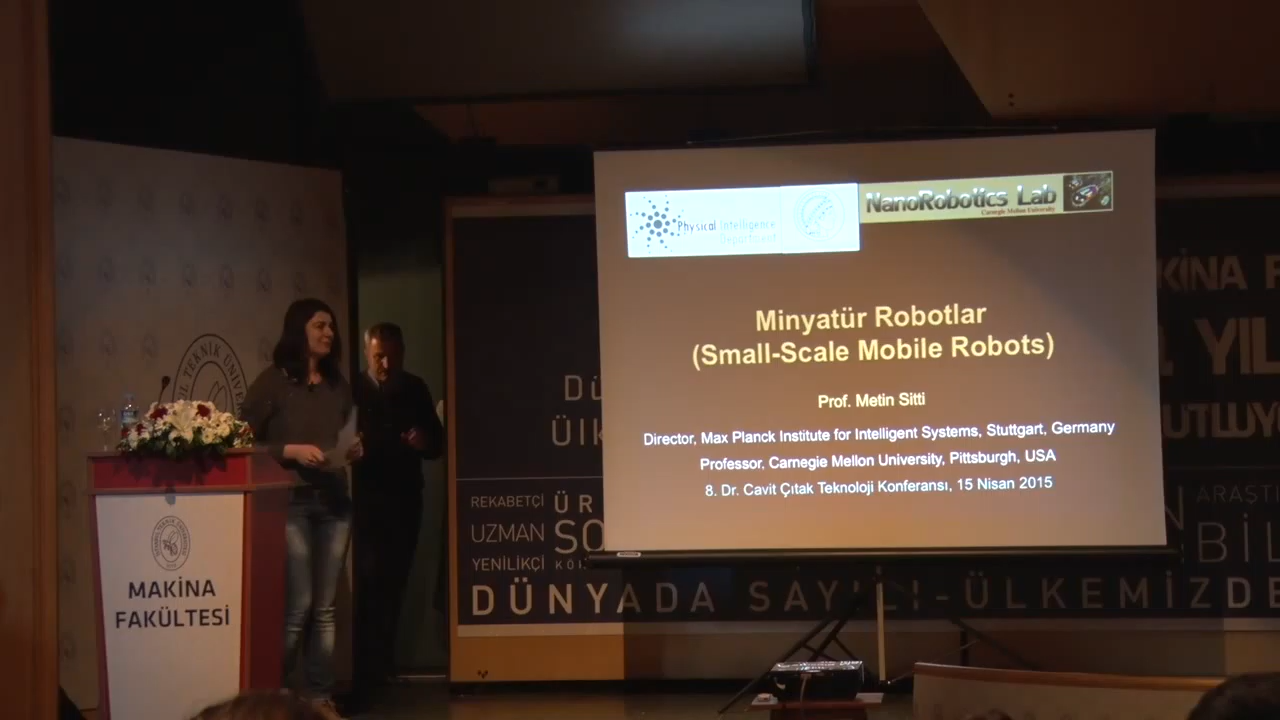 Physical Intelligence
Department
NanoRobotics Lab
Carnegie Mellon University
Minyatür Robotlar
(Small-Scale Mobile Robots)
Prof. Metin Sitti
Director, Max Planck Institute for Intelligent Systems, Stuttgart, Germany
Professor, Carnegie Mellon University, Pittsburgh, USA
8. Dr. Cavit Çıtak Teknoloji Konferansı, 15 Nisan 2015
MAKİNA
FAKÜLTESİ
REKABETÇİ
UZMAN
YENİLİKÇİ
DÜNYADA SAYILI-ÜLKEMİZDE